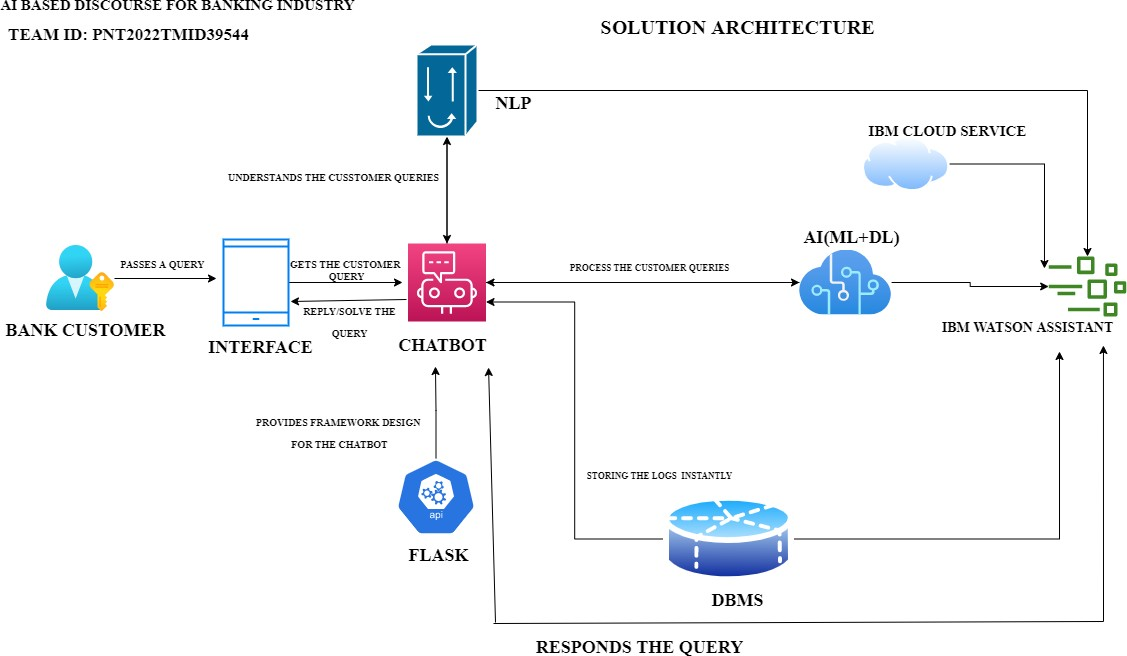 AI BASED DISCOURSE FOR BANKING INDUSTRY
TEAM ID: PNT2022TMID39544
SOLUTION ARCHITECTURE
NLP
IBM CLOUD SERVICE
UNDERSTANDS THE CUSSTOMER QUERIES
AI(ML+DL)
PASSES A QUERY
GETS THE CUSTOMER
QUERY
PROCESS THE CUSTOMER QUERIES
REPLY/SOLVE THE
QUERY
BANK CUSTOMER
INTERFACE
CHATBOT
IBM WATSON ASSISTANT
PROVIDES FRAMEWORK DESIGN
FOR THE CHATBOT
STORING THE LOGS INSTANTLY
api
FLASK
DBMS
RESPONDS THE QUERY